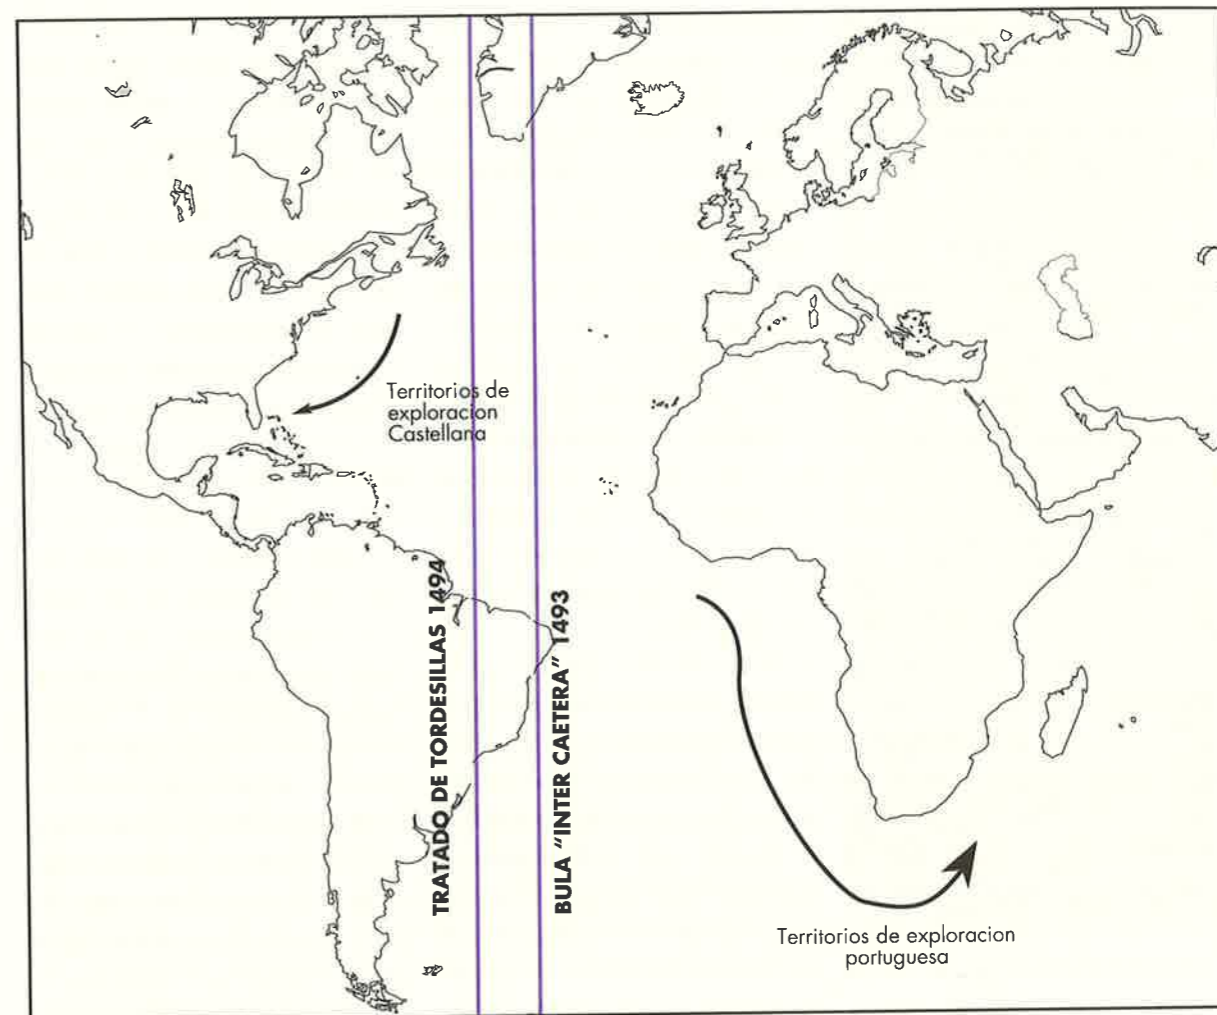 Territorios de
exploracion
Castellana
TRATADO DE TORDESILLAS 1494
BULA “INTER CAETERA” 1493
Territorios de exploracion
portuguesa